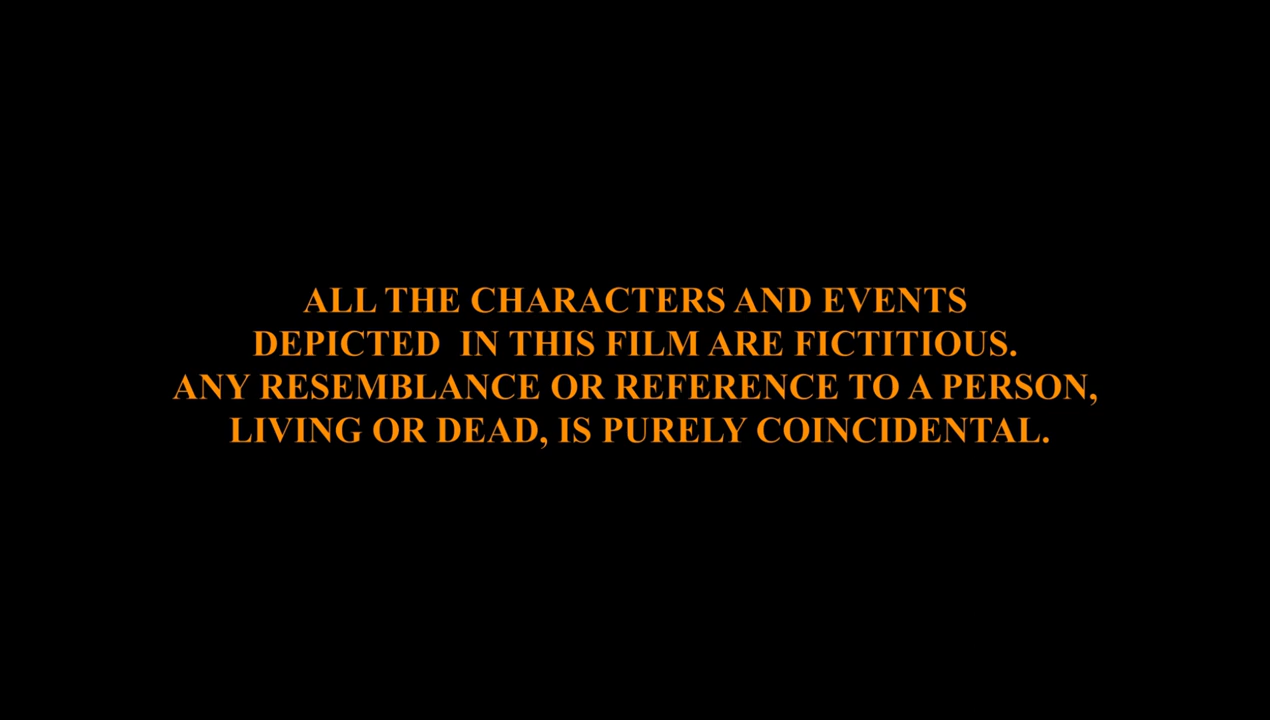 ALL THE CHARACTERS AND EVENTS
DEPICTED  IN THIS FILM ARE FICTITIOUS.
ANY RESEMBLANCE OR REFERENCE TO A PERSON,
LIVING OR DEAD, IS PURELY COINCIDENTAL.